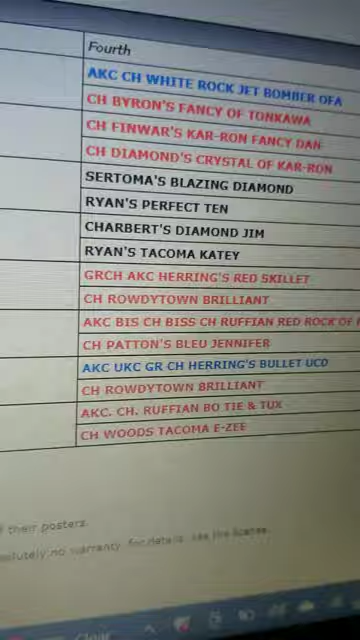 Fourth
AKC CH WHITE ROCK JET BOMBER OFA
CH BYRON'S FANCY OF TONKAWA
CH FINWAR'S KAR-RON FANCY DAN
CH DIAMOND'S CRYSTAL OF KAR-RON
SERTOMA'S BLAZING DIAMOND
RYAN'S PERFECT TEN
CHARBERT'S DIAMOND JIM
RYAN'S TACOMA KATEY
GRCH AKC HERRING'S RED SKILLET
CH ROWDYTOWN BRILLIANT
AKC BIS CH BISS CH RUFFIAN RED ROCK OF
CH PATTON'S BLEU JENNIFER
AKC UKC GR CH HERRING'S BULLET UCD
CH ROWDYTOWN BRILLIANT
AKC. CH. RUFFIAN BO TIE & TUX
CH WOODS TACOMA E-ZEE
their posters.
no warranty. for details, see the license.